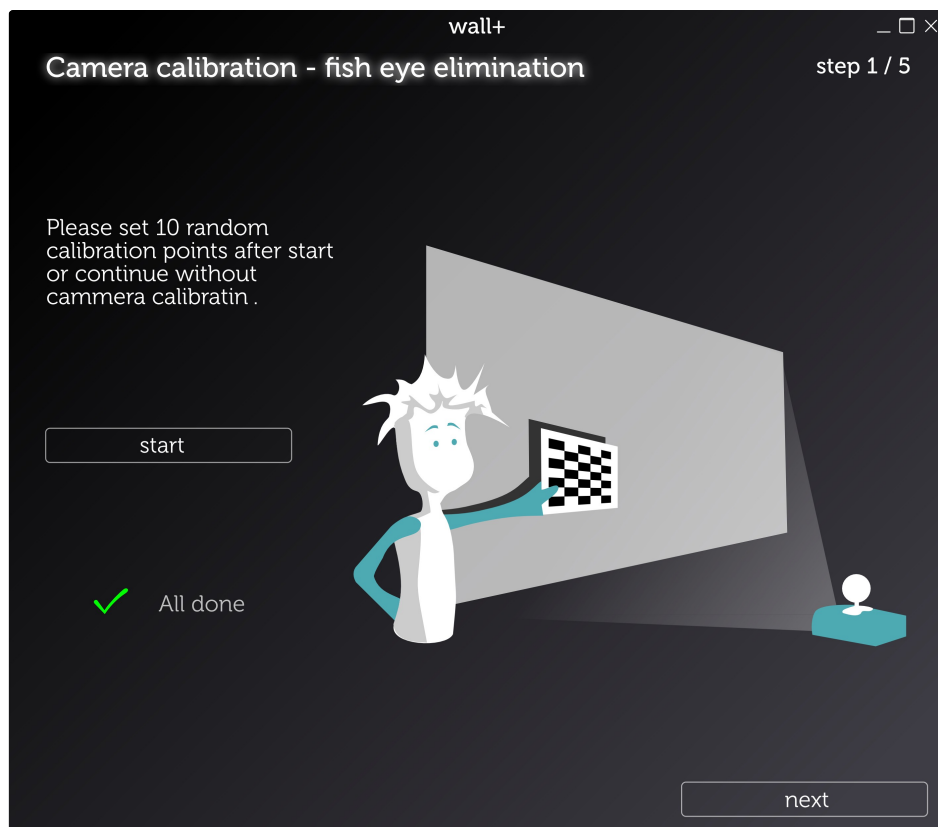 wall+
Camera calibration - fish eye elimination
step 1 / 5
Please set 10 random
calibration points after start
or continue without
cammera calibratin .
start
All done
next